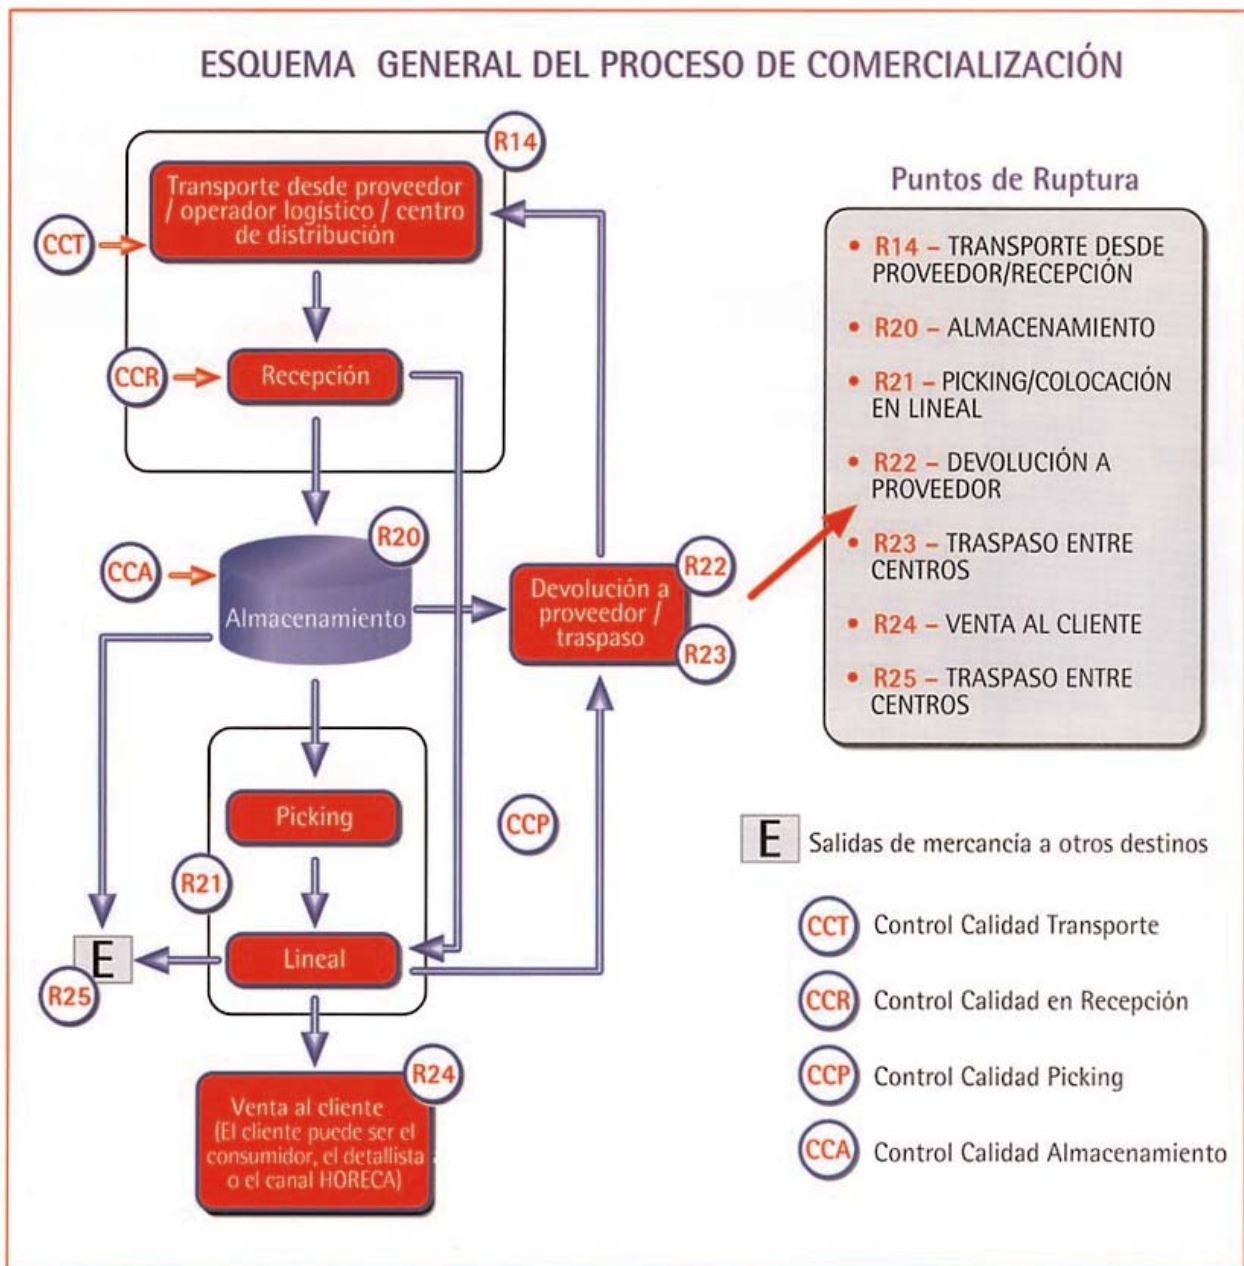 ESQUEMA GENERAL DEL PROCESO DE COMERCIALIZACIÓN
R14
Transporte desde proveedor
/ operador logístico / centro
de distribución
CCT
CCR
Recepción
R20
CCA
Almacenamiento
R22
Devolución a
proveedor /
traspaso
R23
Picking
CCP
R21
Lineal
E
R25
R24
Venta al cliente
(El cliente puede ser el
consumidor, el detallista
o el canal HORECA)
Puntos de Ruptura
• R14 – TRANSPORTE DESDE
PROVEEDOR/RECEPCIÓN
• R20 – ALMACENAMIENTO
• R21 – PICKING/COLOCACIÓN
EN LINEAL
• R22 – DEVOLUCIÓN A
PROVEEDOR
• R23 – TRASPASO ENTRE
CENTROS
• R24 – VENTA AL CLIENTE
• R25 – TRASPASO ENTRE
CENTROS
E Salidas de mercancía a otros destinos
CCT Control Calidad Transporte
CCR Control Calidad en Recepción
CCP Control Calidad Picking
CCA Control Calidad Almacenamiento